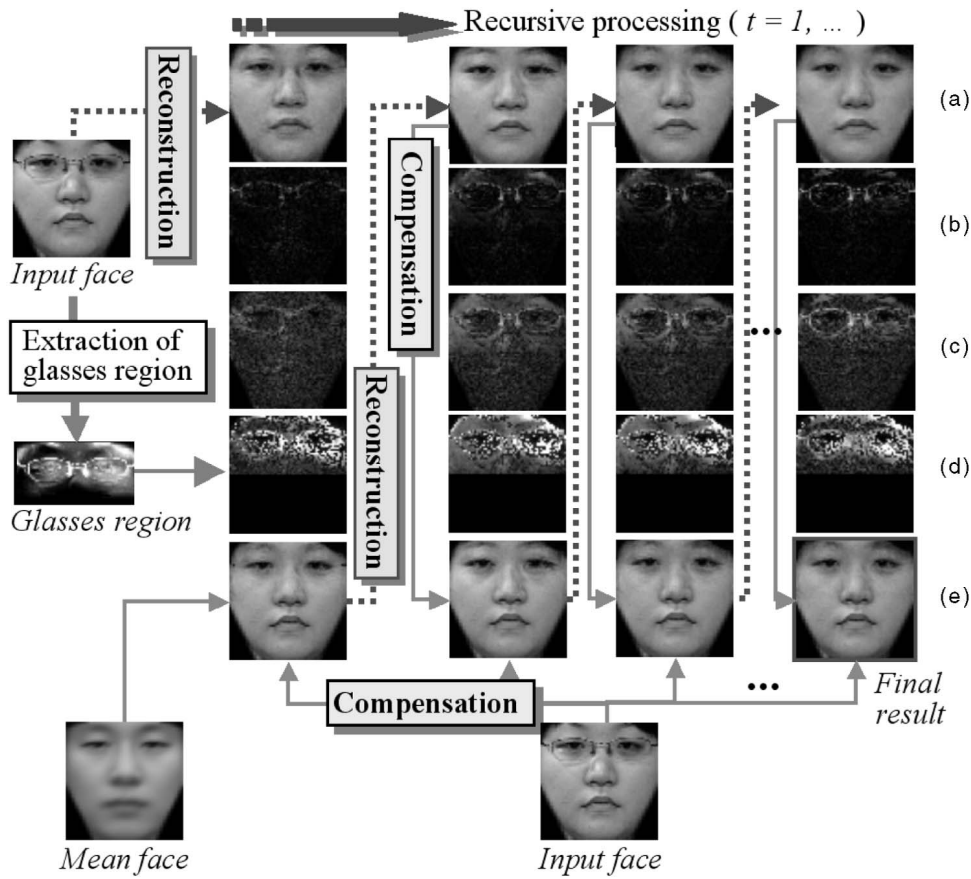 Recursive processing ( t = 1, ... )
Reconstruction
(a)
Input face
Compensation
(b)
Extraction of
glasses region
(c)
Reconstruction
(d)
Glasses region
(e)
Compensation
Final
result
Mean face
Input face